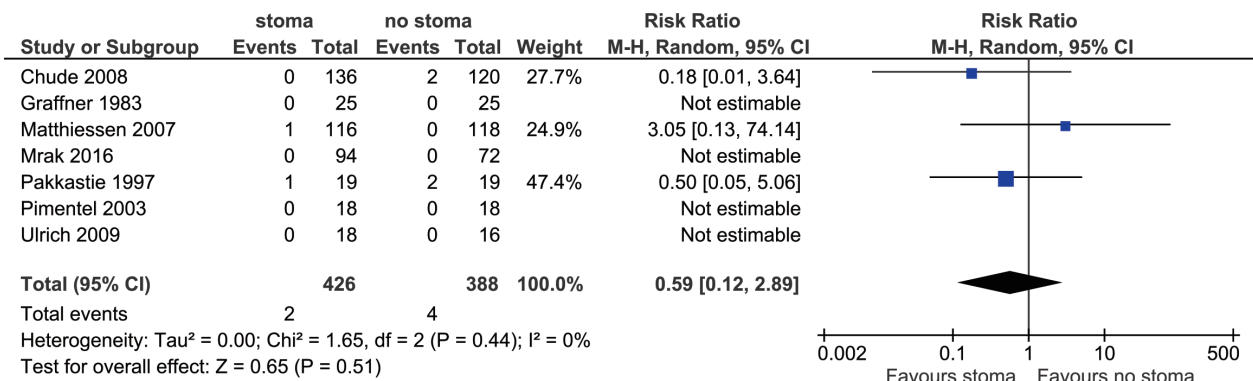 stoma no stoma Risk Ratio Risk Ratio
Study or Subgroup Events Total Events Total Weight M-H, Random, 95% CI M-H, Random, 95% CI
Chude 2008 0 136 2 120 27.7% 0.18 [0.01, 3.64]
Graffner 1983 0 25 0 25 Not estimable
Matthiessen 2007 1 116 0 118 24.9% 3.05 [0.13, 74.14]
Mrak 2016 0 94 0 72 Not estimable
Pakkastie 1997 1 19 2 19 47.4% 0.50 [0.05, 5.06]
Pimentel 2003 0 18 0 18 Not estimable
Ulrich 2009 0 18 0 16 Not estimable
Total (95% CI) 426 388 100.0% 0.59 [0.12, 2.89]
Total events 2 4
Heterogeneity: Tau² = 0.00; Chi² = 1.65, df = 2 (P = 0.44); I² = 0%
Test for overall effect: Z = 0.65 (P = 0.51)
0.002 0.1 1 10 500
Favours stoma Favours no stoma